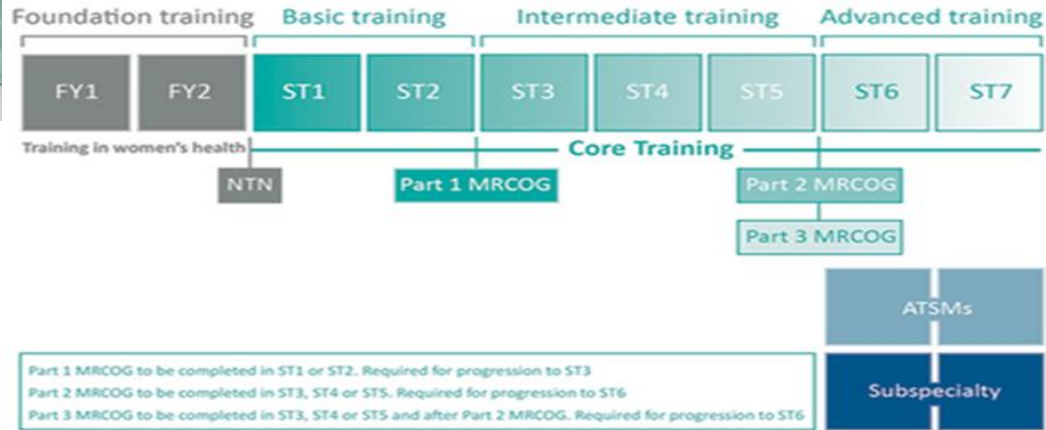 Foundation training Basic training Intermediate training Advanced training
FY1 FY2 ST1 ST2 ST3 ST4 ST5 ST6 ST7
Training in women's health Core Training
NTN Part 1 MRCOG Part 2 MRCOG
Part 3 MRCOG
ATSMs
Part 1 MRCOG to be completed in ST1 or ST2. Required for progression to ST3
Part 2 MRCOG to be completed in ST3, ST4 or ST5. Required for progression to ST6
Part 3 MRCOG to be completed in ST3, ST4 or ST5 and after Part 2 MRCOG. Required for progression to ST6
Subspecialty